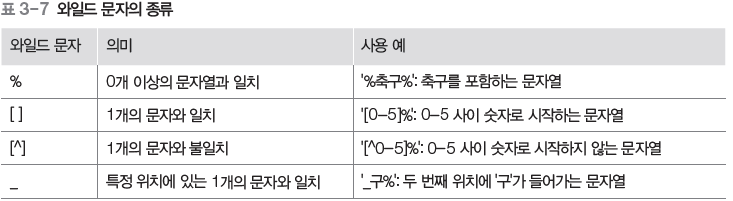 표 3-7 와일드 문자의 종류
와일드 문자 의미 사용 예
% 0개 이상의 문자열과 일치 '%축구%': 축구를 포함하는 문자열
[ ] 1개의 문자와 일치 '[0-5]%': 0-5 사이 숫자로 시작하는 문자열
[^] 1개의 문자와 불일치 '[^0-5]%': 0-5 사이 숫자로 시작하지 않는 문자열
_ 특정 위치에 있는 1개의 문자와 일치 '_구%': 두 번째 위치에 '구'가 들어가는 문자열